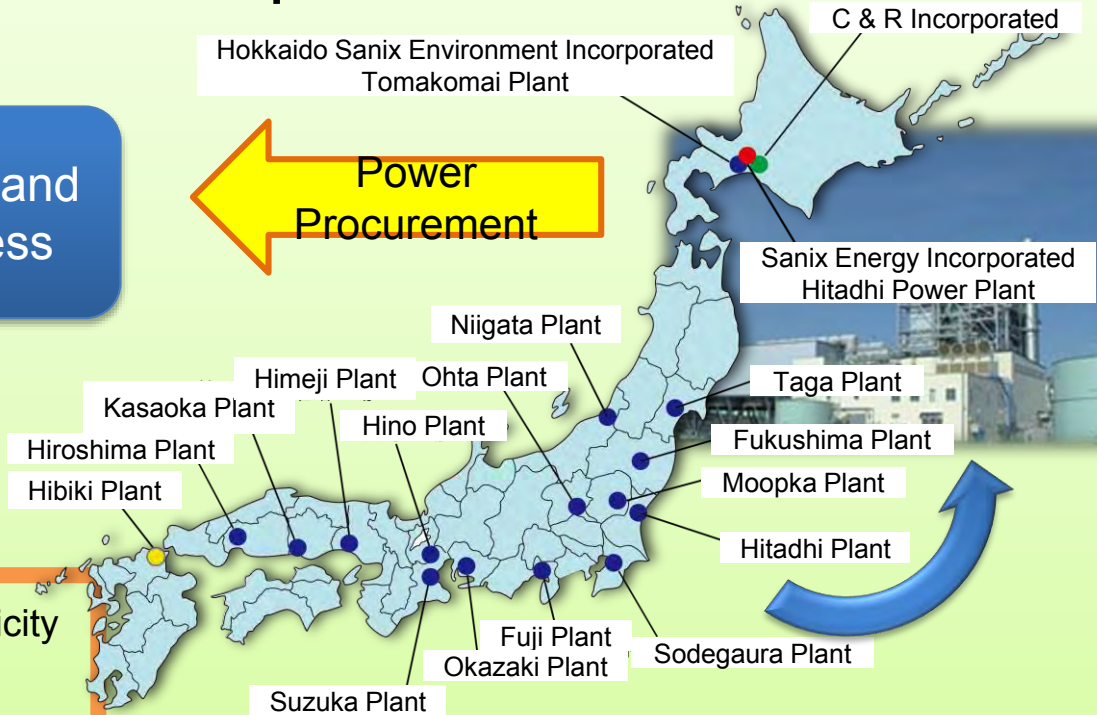 C & R Incorporated
Hokkaido Sanix Environment Incorporated
Tomakomai Plant
and
ess
Power
Procurement
Sanix Energy Incorporated
Hitadhi Power Plant
Niigata Plant
Himeji Plant
Ohta Plant
Taga Plant
Kasaoka Plant
Hino Plant
Fukushima Plant
Hiroshima Plant
Moopka Plant
Hibiki Plant
Hitadhi Plant
icity
Fuji Plant
Sodegaura Plant
Okazaki Plant
Suzuka Plant